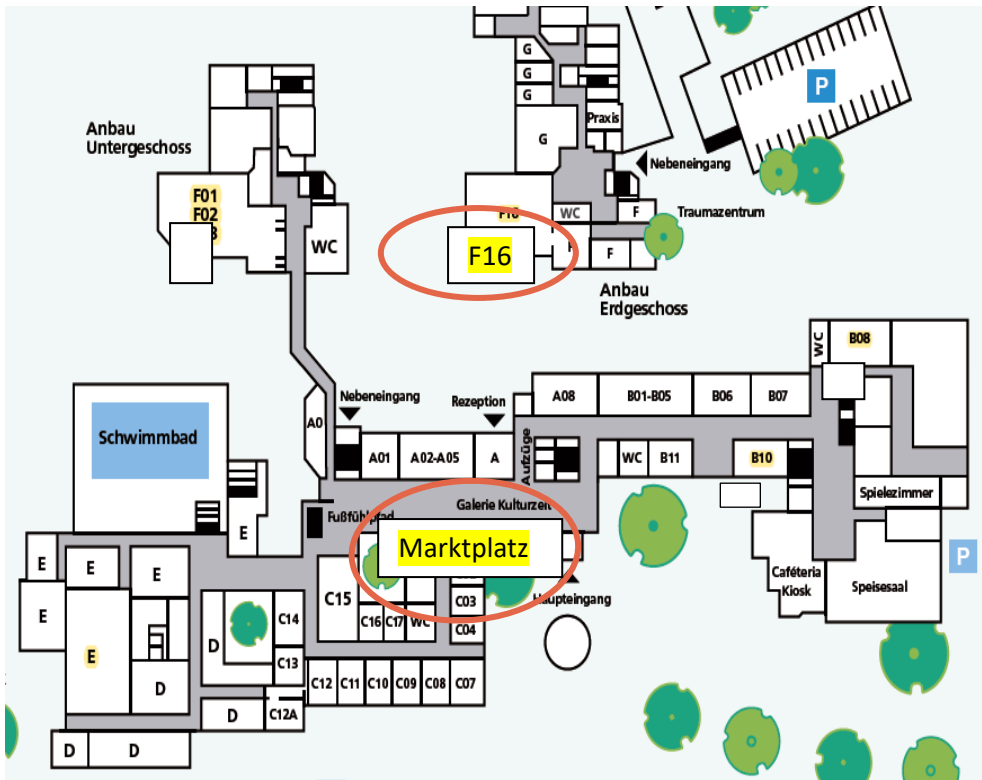 G
G
G
G
Praxis
P
Anbau
Untergeschoss
Nebeneingang
F01
F02
WC
F
Traumazentrum
WC
F16
F
Anbau
Erdgeschoss
WC
B08
Nebeneingang
Rezeption
A08
B01-B05
B06
B07
A0
Schwimmbad
A01
A02-A05
A
Aufzüge
WC
B11
B10
Spielezimmer
Galerie Kulturzeit
Fußfühlpfad
E
Marktplatz
P
E
E
E
Caféteria
Kiosk
Speisesaal
Haupteingang
C15
C03
E
C14
C16
C17
WC
C04
D
E
C13
D
C12
C11
C10
C09
C08
C07
D
C12A
D
D